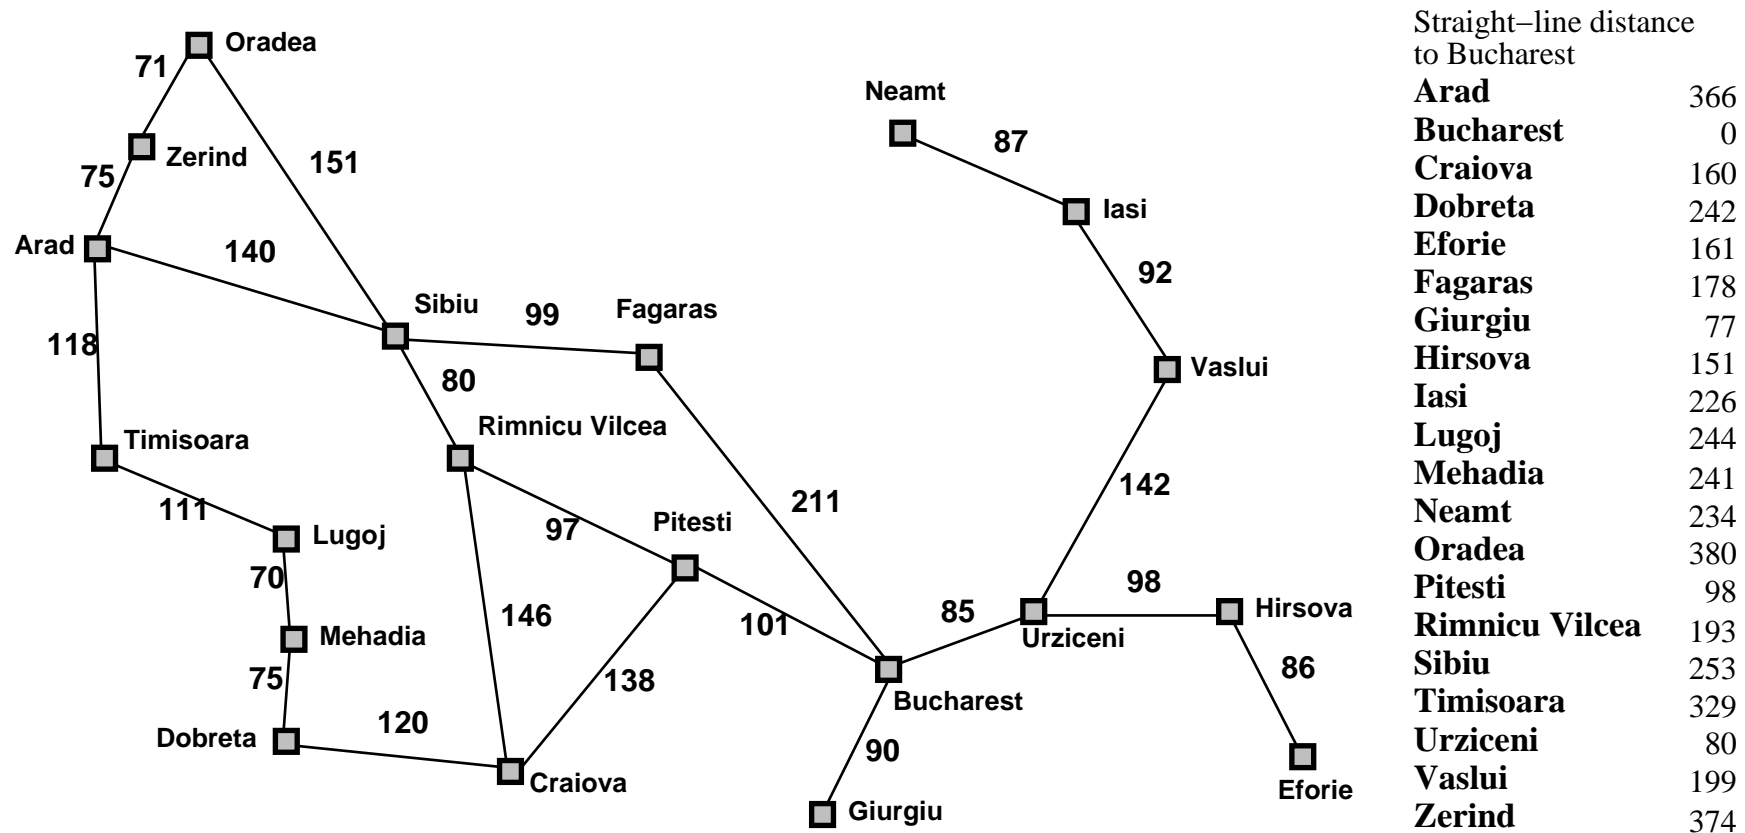 Oradea
71
Neamt
87
Zerind
151
75
Iasi
Arad
140
92
Sibiu
99
Fagaras
118
80
Vaslui
Rimnicu Vilcea
Timisoara
142
211
111
Pitesti
97
Lugoj
70
98
Hirsova
146
101
85
Mehadia
Urziceni
75
138
86
Bucharest
120
Dobreta
90
Craiova
Eforie
Giurgiu
Straight–line distance
to Bucharest
Arad 366
Bucharest 0
Craiova 160
Dobreta 242
Eforie 161
Fagaras 178
Giurgiu 77
Hirsova 151
Iasi 226
Lugoj 244
Mehadia 241
Neamt 234
Oradea 380
Pitesti 98
Rimnicu Vilcea 193
Sibiu 253
Timisoara 329
Urziceni 80
Vaslui 199
Zerind 374